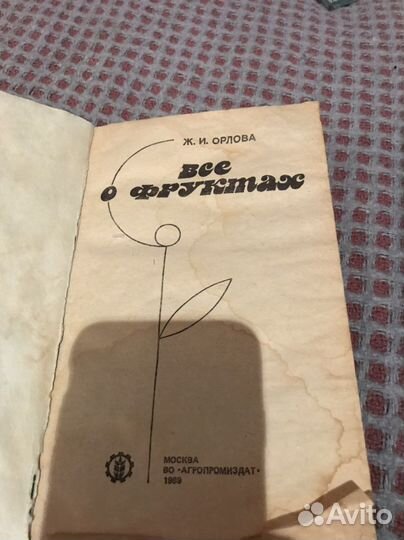 Ж. И. ОРЛОВА
все
о фруктах
МОСКВА
ВО «АГРОПРОМИЗДАТ»
1989
Avito